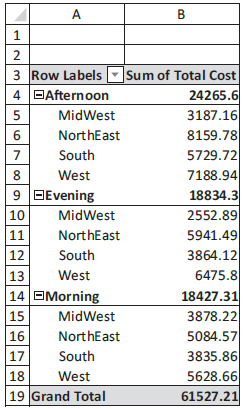 A B
1
2
3 Row Labels Sum of Total Cost
4 Afternoon 24265.6
5 MidWest 3187.16
6 NorthEast 8159.78
7 South 5729.72
8 West 7188.94
9 Evening 18834.3
10 MidWest 2552.89
11 NorthEast 5941.49
12 South 3864.12
13 West 6475.8
14 Morning 18427.31
15 MidWest 3878.22
16 NorthEast 5084.57
17 South 3835.86
18 West 5628.66
19 Grand Total 61527.21